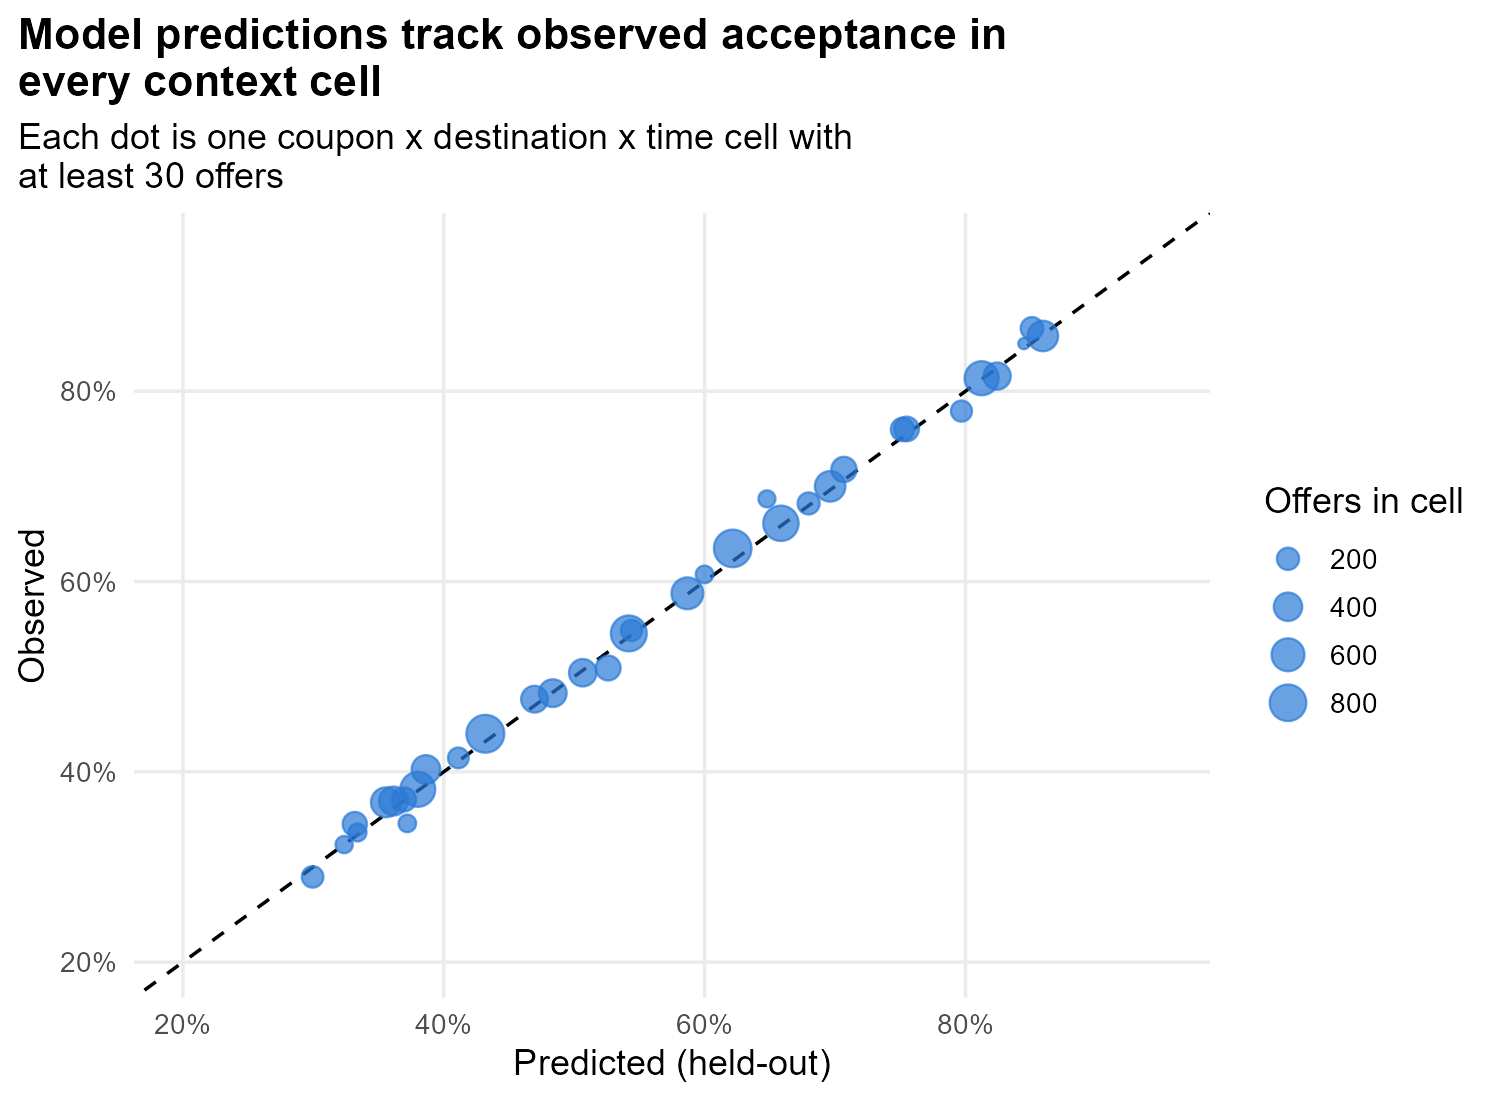 Model predictions track observed acceptance in
every context cell
Each dot is one coupon x destination x time cell with
at least 30 offers
80%
60%
40%
20%
Observed
20%
40%
60%
80%
Predicted (held-out)
Offers in cell
200
400
600
800